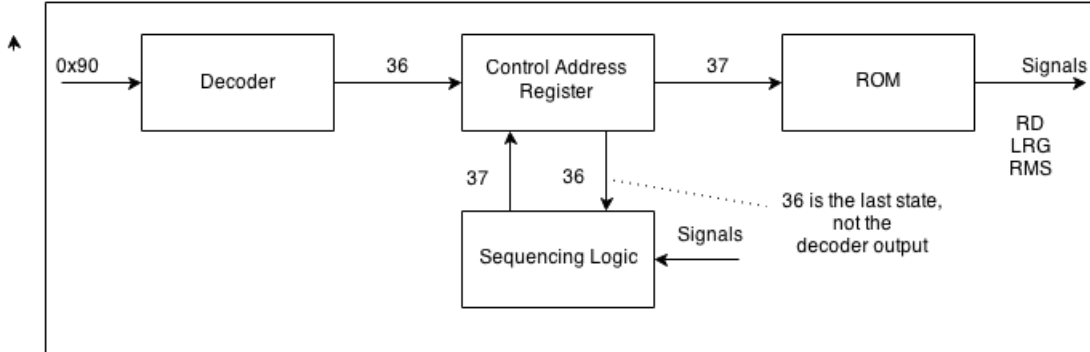 0x90
Decoder
36
Control Address
Register
37
ROM
Signals
RD
LRG
RMS
37
36
36 is the last state,
not the
decoder output
Sequencing Logic
Signals